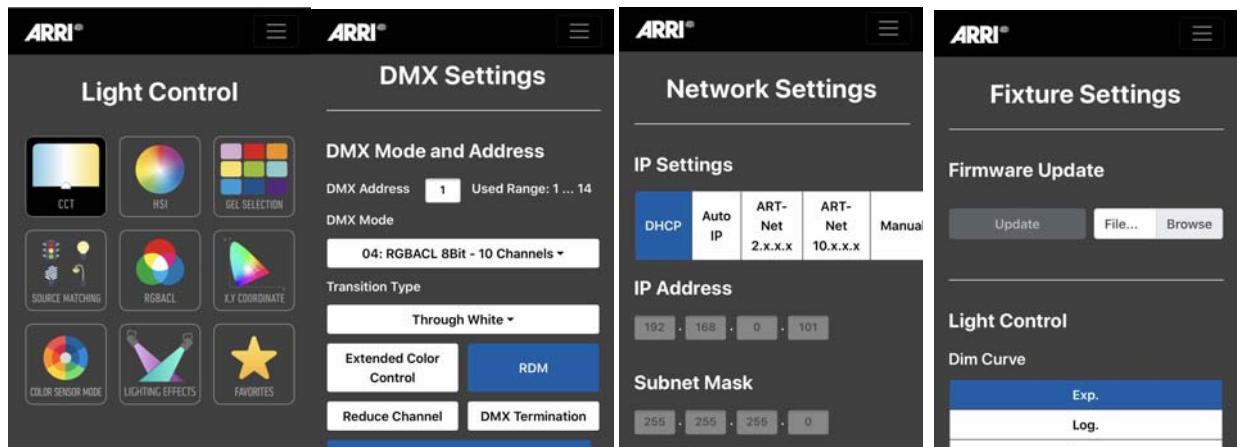 ARRI
Light Control
CCT
HSI
GEL SELECTION
SOURCE MATCHING
RGBACL
X,Y COORDINATE
COLOR SENSOR MODE
LIGHTING EFFECTS
FAVORITES
ARRI
DMX Settings
DMX Mode and Address
DMX Address 1 Used Range: 1 ... 14
DMX Mode
04: RGBACL 8Bit - 10 Channels
Transition Type
Through White
Extended Color
Control
RDM
Reduce Channel
DMX Termination
ARRI
Network Settings
IP Settings
DHCP
Auto
IP
ART-
Net
2.x.x.x
ART-
Net
10.x.x.x
Manual
IP Address
192 . 168 . 0 . 101
Subnet Mask
255 . 255 . 255 . 0
ARRI
Fixture Settings
Firmware Update
Update File... Browse
Light Control
Dim Curve
Exp.
Log.